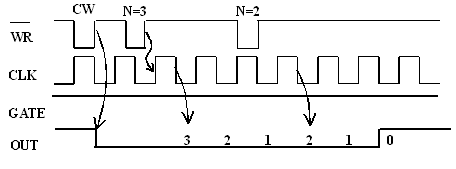 CW N=3 N=2
WR
CLK
GATE
OUT 3 2 1 2 1 0